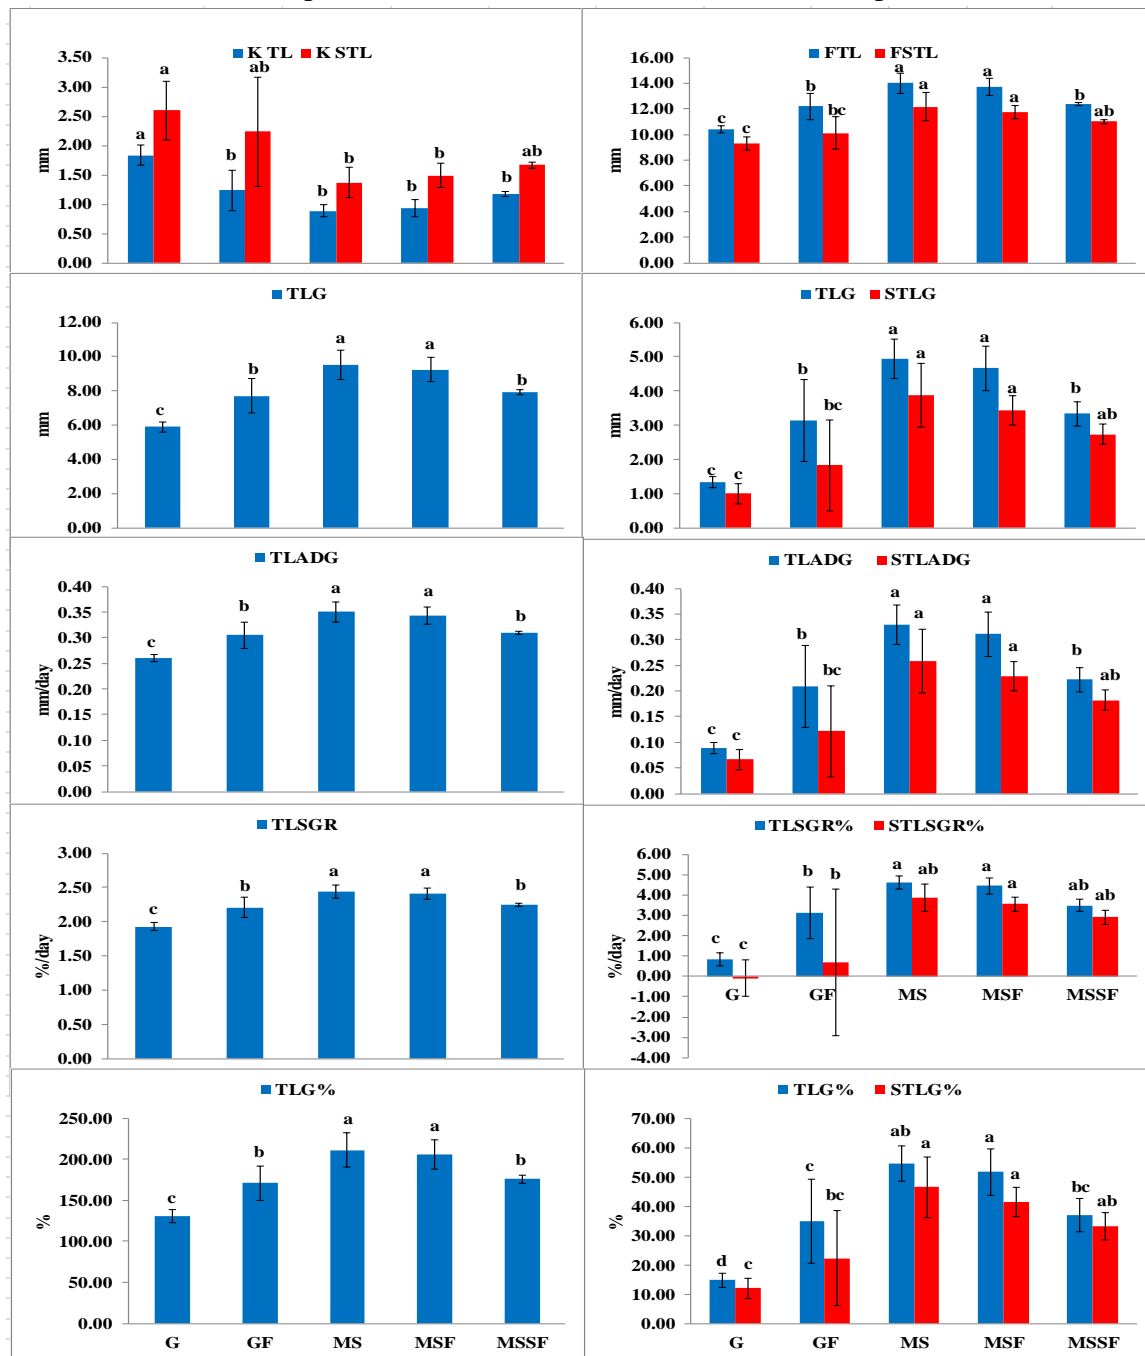 K TL K STL
3.50
3.00
2.50
2.00
1.50
1.00
0.50
0.00
mm
a a b ab b b b b b ab
FTL FSTL
16.00
14.00
12.00
10.00
8.00
6.00
4.00
2.00
0.00
mm
c c b bc a a a a b ab
TLG
12.00
10.00
8.00
6.00
4.00
2.00
0.00
mm
c b a a b
TLG STLG
6.00
5.00
4.00
3.00
2.00
1.00
0.00
mm
c c b bc a a a a b ab
TLADG
0.40
0.35
0.30
0.25
0.20
0.15
0.10
0.05
0.00
mm/day
c b a a b
TLADG STLADG
0.40
0.35
0.30
0.25
0.20
0.15
0.10
0.05
0.00
mm/day
c c b bc a a a a b ab
TLSGR
3.00
2.50
2.00
1.50
1.00
0.50
0.00
%/day
c b a a b
TLSGR% STLSGR%
6.00
5.00
4.00
3.00
2.00
1.00
0.00
-1.00
-2.00
-3.00
-4.00
%/day
c c b b a ab a a ab ab
G GF MS MSF MSSF
TLG%
250.00
200.00
150.00
100.00
50.00
0.00
%
c b a a b
G GF MS MSF MSSF
TLG% STLG%
70.00
60.00
50.00
40.00
30.00
20.00
10.00
0.00
%
d c c bc ab a a a bc ab
G GF MS MSF MSSF